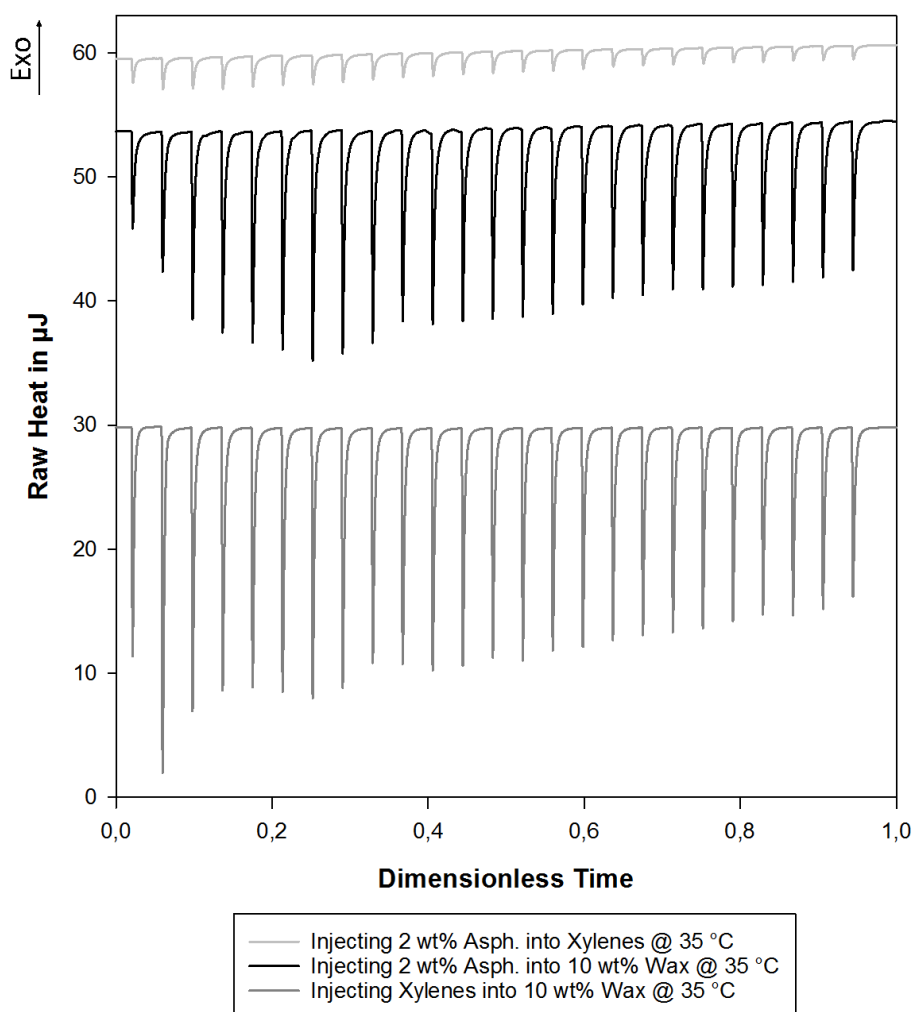 Exo
60
50
40
30
20
10
0
Raw Heat in µJ
0,0 0,2 0,4 0,6 0,8 1,0
Dimensionless Time
Injecting 2 wt% Asph. into Xylenes @ 35 °C
Injecting 2 wt% Asph. into 10 wt% Wax @ 35 °C
Injecting Xylenes into 10 wt% Wax @ 35 °C